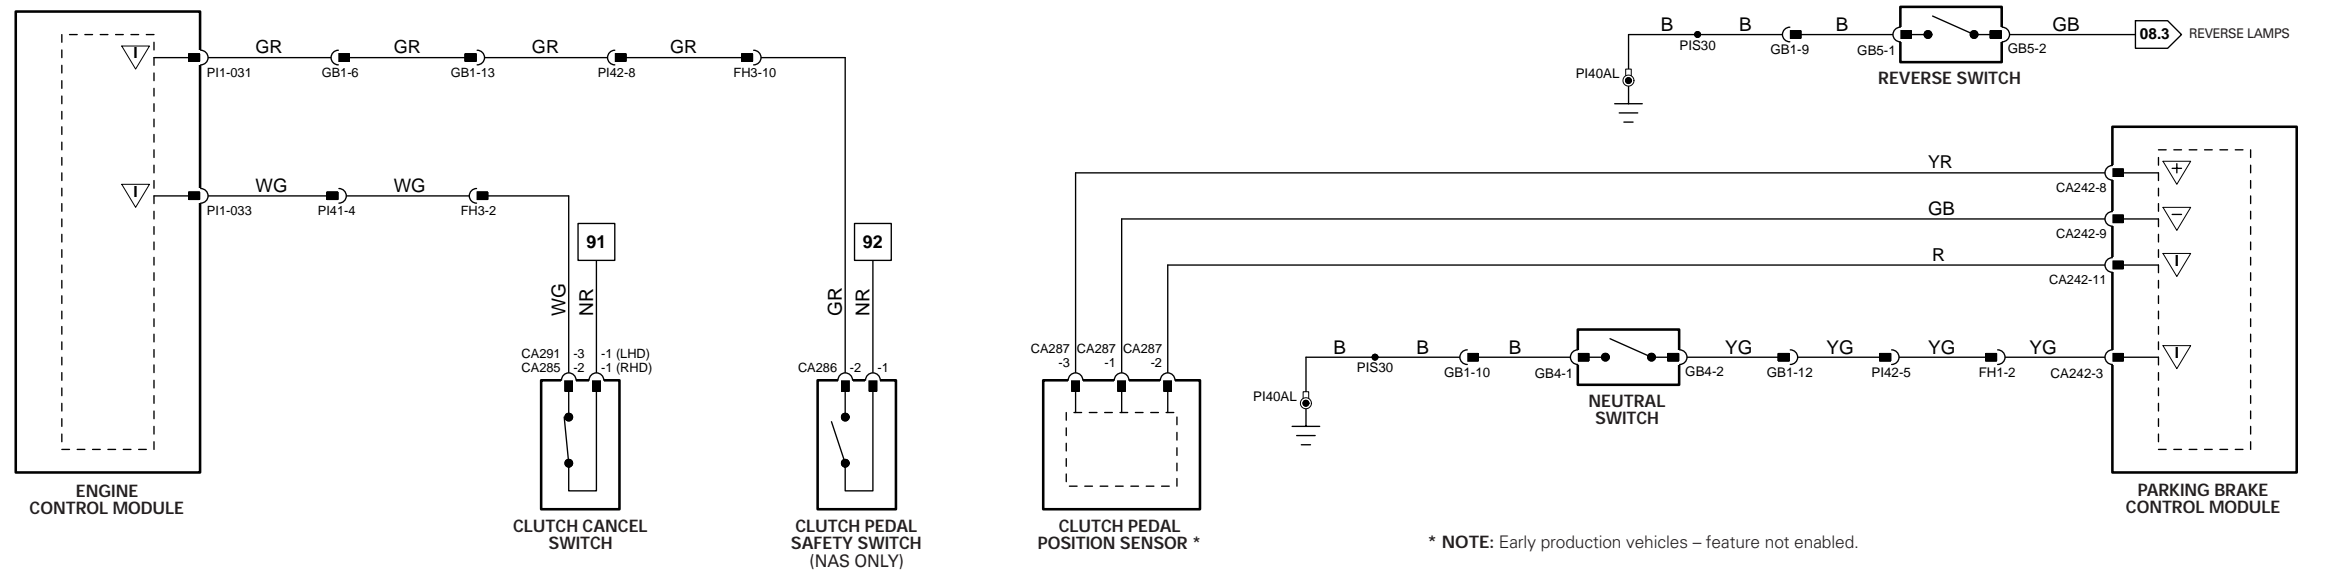 GR GR GR GR
PI1-031 GB1-6 GB1-13 PI42-8 FH3-10
WG WG
PI1-033 PI41-4 FH3-2
91
92
WG NR
GR NR
CA291 -3 -1 (LHD)
CA285 -2 -1 (RHD)
CA286 -2 -1
ENGINE
CONTROL MODULE
CLUTCH CANCEL
SWITCH
CLUTCH PEDAL
SAFETY SWITCH
(NAS ONLY)
B B B GB
PIS30 GB1-9 GB5-1 GB5-2
08.3 REVERSE LAMPS
PI40AL
REVERSE SWITCH
YR
CA242-8
+
GB
CA242-9
–
R
CA242-11
I
I
I
I
CA287 CA287 CA287
-3 -1 -2
B B B YG YG YG YG
PIS30 GB1-10 GB4-1 GB4-2 GB1-12 PI42-5 FH1-2 CA242-3
PI40AL
NEUTRAL
SWITCH
CLUTCH PEDAL
POSITION SENSOR *
PARKING BRAKE
CONTROL MODULE
* NOTE: Early production vehicles – feature not enabled.